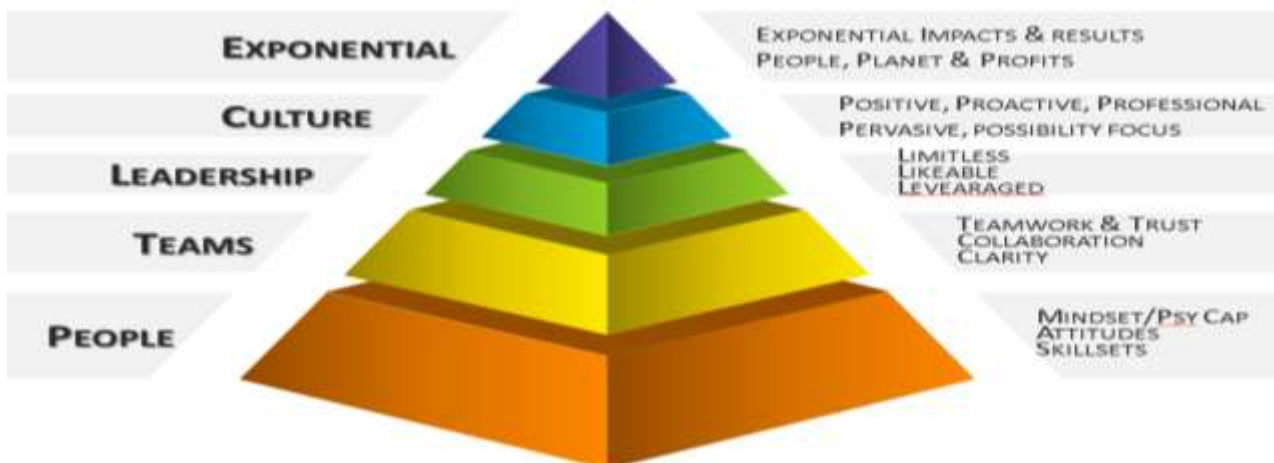 EXPONENTIAL
EXPONENTIAL IMPACTS & RESULTS
PEOPLE, PLANET & PROFITS
CULTURE
POSITIVE, PROACTIVE, PROFESSIONAL
PERVASIVE, POSSIBILITY FOCUS
LEADERSHIP
LIMITLESS
LIKEABLE
LEVEARAGED
TEAMS
TEAMWORK & TRUST
COLLABORATION
CLARITY
PEOPLE
MINDSET/PSY CAP
ATTITUDES
SKILLSETS